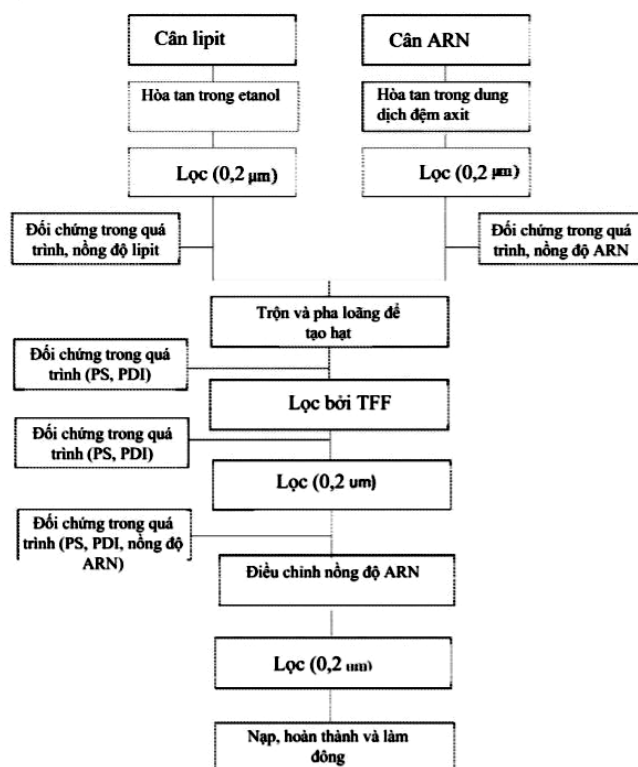 Cân lipit
Cân ARN
Hòa tan trong etanol
Hòa tan trong dung
dịch đệm axit
Lọc (0,2 μm)
Lọc (0,2 μm)
Đối chứng trong quá
trình, nồng độ lipit
Đối chứng trong quá
trình, nồng độ ARN
Trộn và pha loãng để
tạo hạt
Đối chứng trong quá
trình (PS, PDI)
Lọc bởi TFF
Đối chứng trong quá
trình (PS, PDI)
Lọc (0,2 um)
Đối chứng trong quá
trình (PS, PDI, nồng độ
ARN)
Điều chỉnh nồng độ ARN
Lọc (0,2 um)
Nạp, hoàn thành và làm
đông